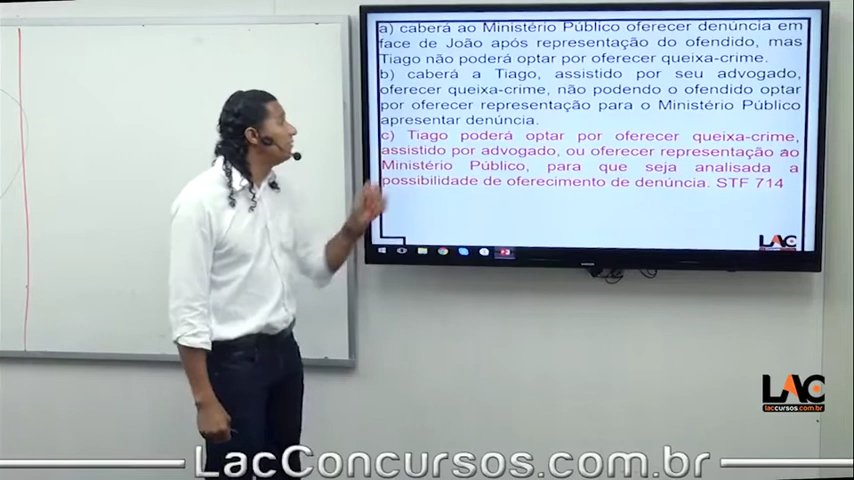 a) caberá ao Ministério Público oferecer denúncia em
face de João após representação do ofendido, mas
Tiago não poderá optar por oferecer queixa-crime.
b) caberá a Tiago, assistido por seu advogado,
oferecer queixa-crime, não podendo o ofendido optar
por oferecer representação para o Ministério Público
apresentar denúncia.
c) Tiago poderá optar por oferecer queixa-crime,
assistido por advogado, ou oferecer representação ao
Ministério Público, para que seja analisada a
possibilidade de oferecimento de denúncia. STF 714
LAC
LAC
laccursos.com.br
LacConcursos.com.br